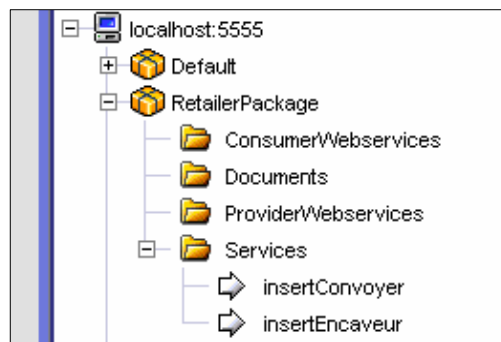 localhost:5555
Default
RetailerPackage
ConsumerWebservices
Documents
ProviderWebservices
Services
insertConvoyer
insertEncaveur